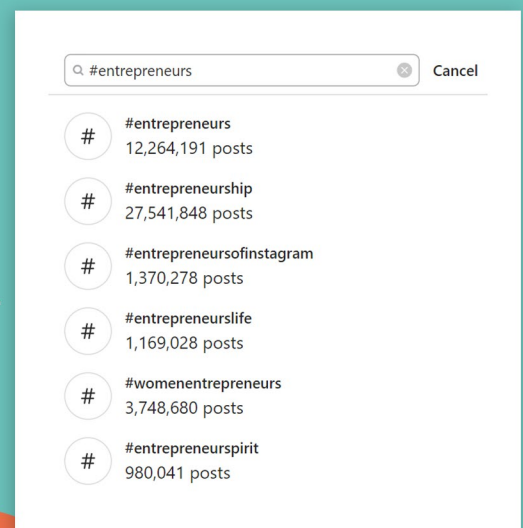 #entrepreneurs
Cancel
#
#entrepreneurs
12,264,191 posts
#
#entrepreneurship
27,541,848 posts
#
#entrepreneursofinstagram
1,370,278 posts
#
#entrepreneurslife
1,169,028 posts
#
#womenentrepreneurs
3,748,680 posts
#
#entrepreneurspirit
980,041 posts